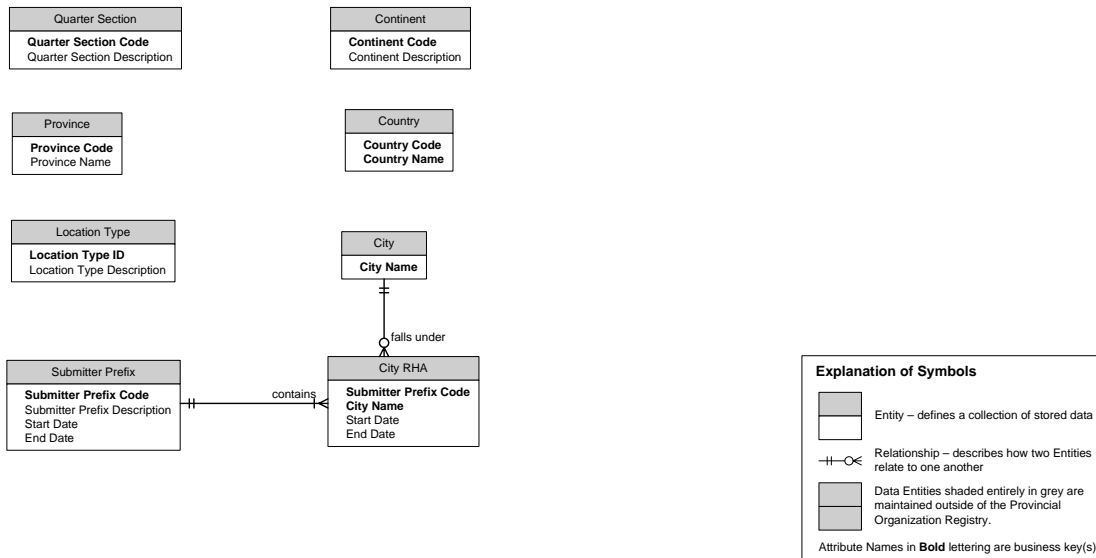 Quarter Section
Quarter Section Code
Quarter Section Description
Continent
Continent Code
Continent Description
Province
Province Code
Province Name
Country
Country Code
Country Name
Location Type
Location Type ID
Location Type Description
City
City Name
falls under
Submitter Prefix
Submitter Prefix Code
Submitter Prefix Description
Start Date
End Date
contains
City RHA
Submitter Prefix Code
City Name
Start Date
End Date
Explanation of Symbols
Entity – defines a collection of stored data
Relationship – describes how two Entities
relate to one another
Data Entities shaded entirely in grey are
maintained outside of the Provincial
Organization Registry.
Attribute Names in Bold lettering are business key(s)